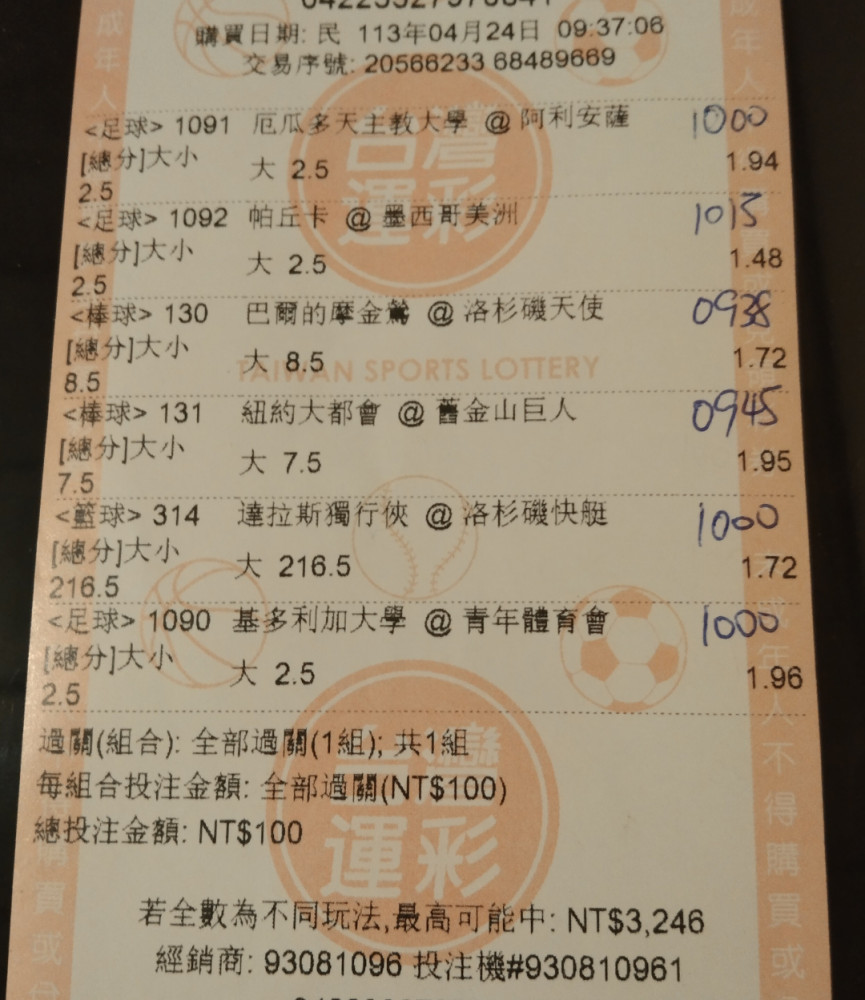 購買日期: 民 113年04月24日 09:37:06
交易序號: 20566233 68489669
<足球> 1091 厄瓜多天主教大學 @ 阿利安薩 1000
[總分]大小 大 2.5 1.94
2.5
<足球> 1092 帕丘卡 @ 墨西哥美洲 1015
[總分]大小 大 2.5 1.48
2.5
<棒球> 130 巴爾的摩金鶯 @ 洛杉磯天使 0938
[總分]大小 大 8.5 1.72
8.5
TAIWAN SPORTS LOTTERY
<棒球> 131 紐約大都會 @ 舊金山巨人 0945
[總分]大小 大 7.5 1.95
7.5
<籃球> 314 達拉斯獨行俠 @ 洛杉磯快艇 1000
[總分]大小 大 216.5 1.72
216.5
<足球> 1090 基多利加大學 @ 青年體育會 1000
[總分]大小 大 2.5 1.96
2.5
過關(組合): 全部過關(1組); 共1組
每組合投注金額: 全部過關(NT$100)
總投注金額: NT$100
若全數為不同玩法,最高可能中: NT$3,246
經銷商: 93081096 投注機#930810961
台灣
運彩
運彩
成年人
不得購買或